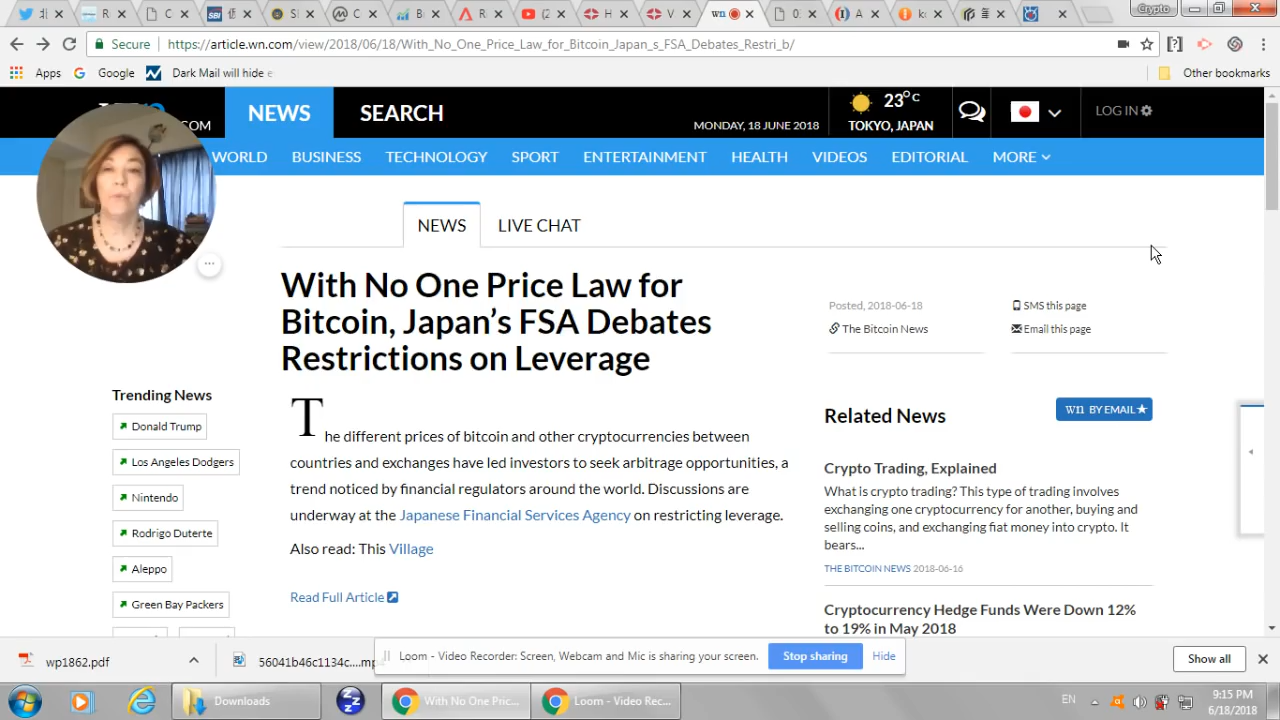 Crypto
Secure
https://article.wn.com/view/2018/06/18/With_No_One_Price_Law_for_Bitcoin_Japan_s_FSA_Debates_Restri_b/
Apps
Google
Dark Mail will hide e
Other bookmarks
.COM
NEWS
SEARCH
MONDAY, 18 JUNE 2018
23°C
TOKYO, JAPAN
LOG IN
WORLD
BUSINESS
TECHNOLOGY
SPORT
ENTERTAINMENT
HEALTH
VIDEOS
EDITORIAL
MORE
NEWS
LIVE CHAT
With No One Price Law for
Bitcoin, Japan’s FSA Debates
Restrictions on Leverage
Posted, 2018-06-18
The Bitcoin News
SMS this page
Email this page
Trending News
Donald Trump
Los Angeles Dodgers
Nintendo
Rodrigo Duterte
Aleppo
Green Bay Packers
The different prices of bitcoin and other cryptocurrencies between
countries and exchanges have led investors to seek arbitrage opportunities, a
trend noticed by financial regulators around the world. Discussions are
underway at the Japanese Financial Services Agency on restricting leverage.
Also read: This Village
Read Full Article
Related News
wn BY EMAIL
Crypto Trading, Explained
What is crypto trading? This type of trading involves
exchanging one cryptocurrency for another, buying and
selling coins, and exchanging fiat money into crypto. It
bears...
THE BITCOIN NEWS 2018-06-16
Cryptocurrency Hedge Funds Were Down 12%
to 19% in May 2018
Loom - Video Recorder: Screen, Webcam and Mic is sharing your screen.
Stop sharing
Hide
wp1862.pdf
56041b46c1134c....mp
Show all
Downloads
With No One Pric...
Loom - Video Rec...
EN
9:15 PM
6/18/2018